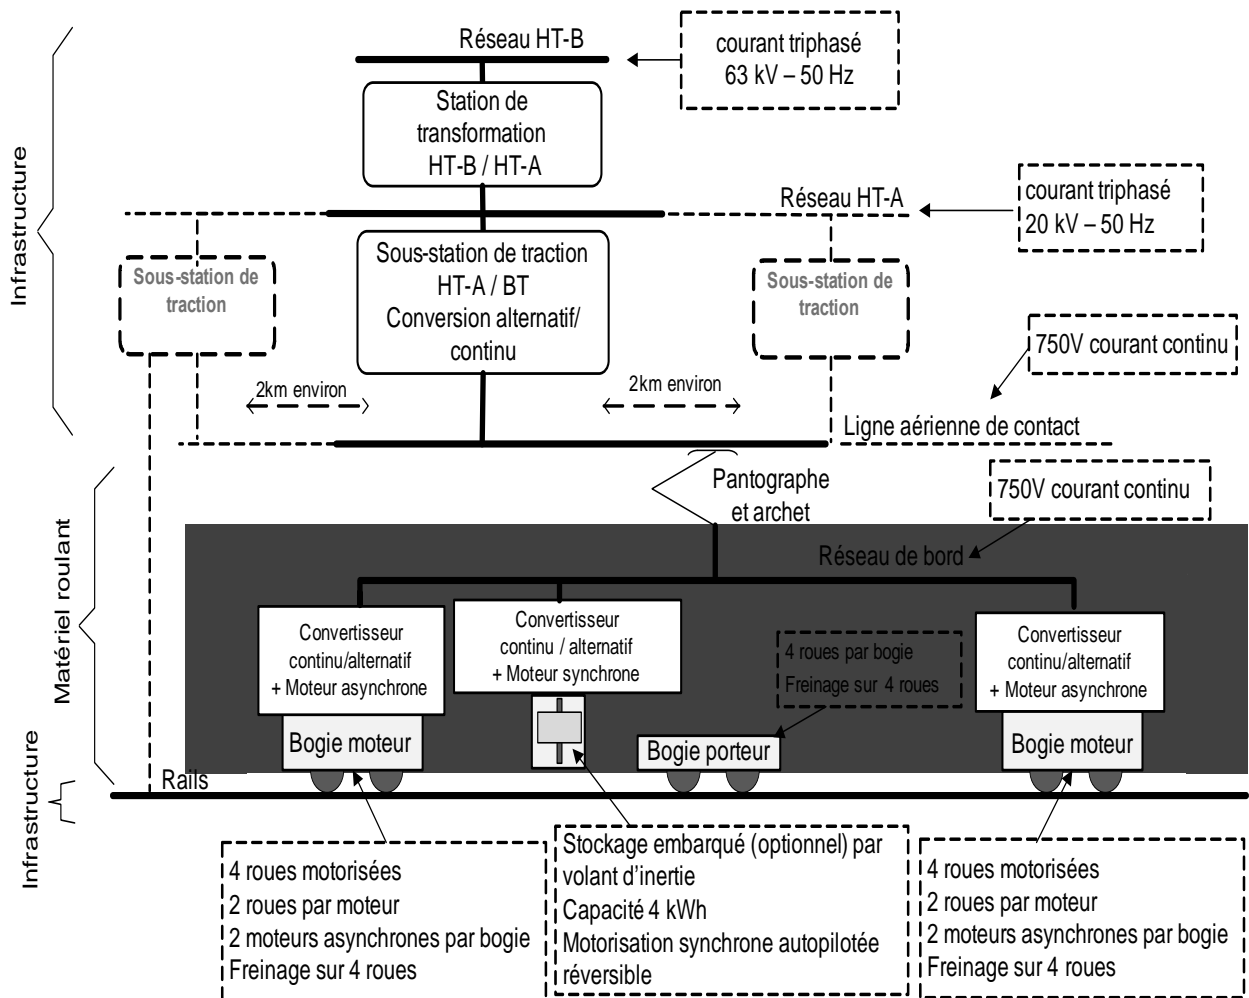 Réseau HT-B
courant triphasé
63 kV – 50 Hz
Station de
transformation
HT-B / HT-A
Infrastructure
Réseau HT-A
courant triphasé
20 kV – 50 Hz
Sous-station de
traction
Sous-station de traction
HT-A / BT
Conversion alternatif/
continu
Sous-station de
traction
750V courant continu
2km environ
2km environ
Ligne aérienne de contact
Pantographe
et archet
750V courant continu
Matériel roulant
Réseau de bord
Convertisseur
continu/alternatif
+ Moteur asynchrone
Convertisseur
continu / alternatif
+ Moteur synchrone
4 roues par bogie
Freinage sur 4 roues
Convertisseur
continu/alternatif
+ Moteur asynchrone
Bogie moteur
Bogie porteur
Bogie moteur
Rails
Infrastructure
4 roues motorisées
2 roues par moteur
2 moteurs asynchrones par bogie
Freinage sur 4 roues
Stockage embarqué (optionnel) par
volant d'inertie
Capacité 4 kWh
Motorisation synchrone autopilotée
réversible
4 roues motorisées
2 roues par moteur
2 moteurs asynchrones par bogie
Freinage sur 4 roues